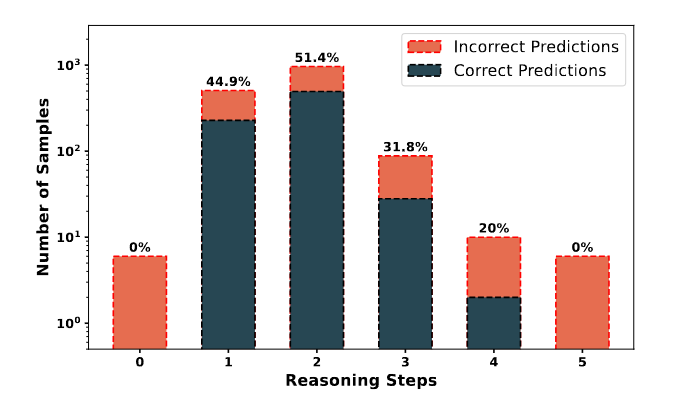 Incorrect Predictions
Correct Predictions
0%
44.9%
51.4%
31.8%
20%
0%
10³
10²
10¹
10⁰
Number of Samples
0 1 2 3 4 5
Reasoning Steps